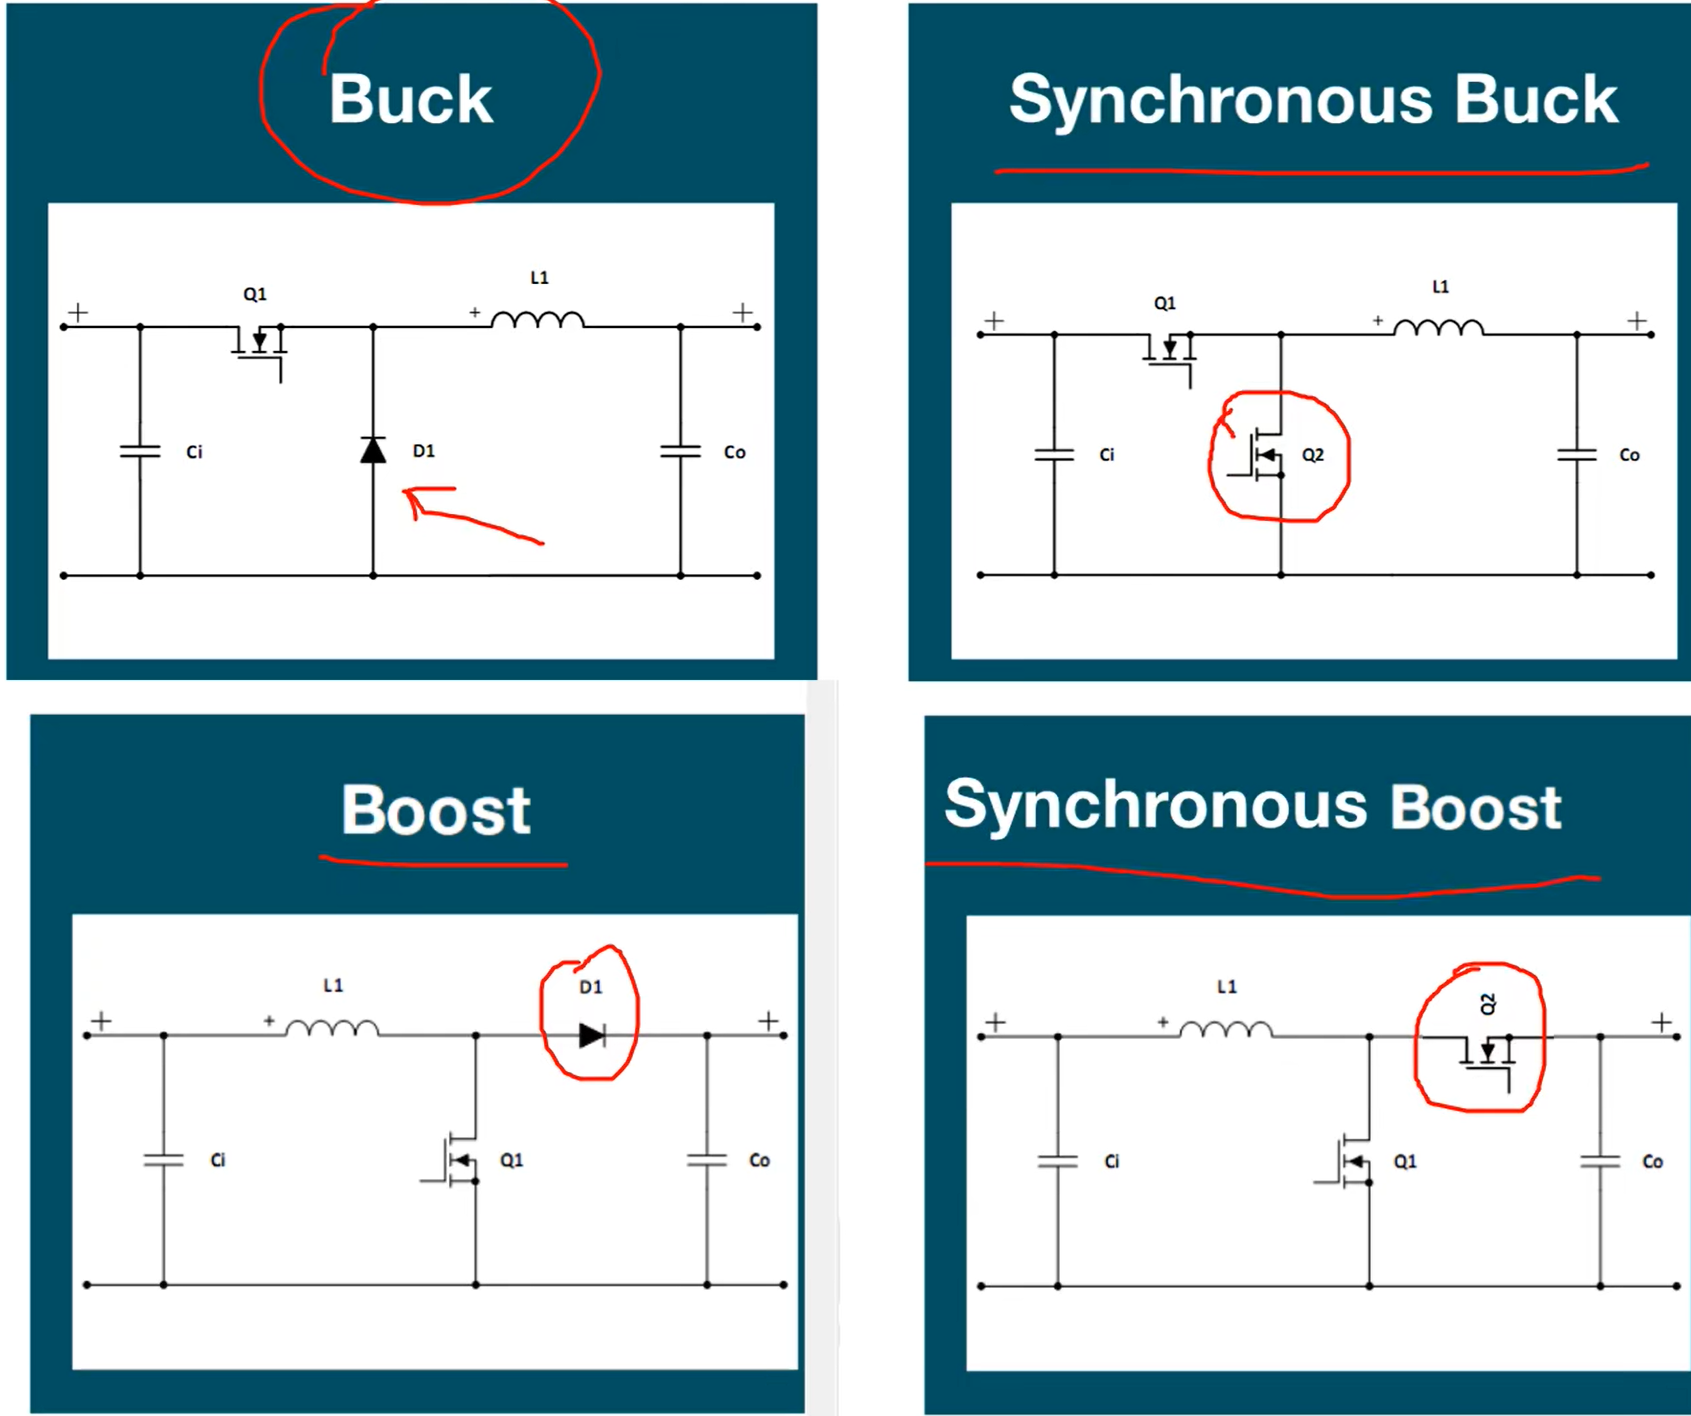 Buck
Q1
+
+
L1
+
Ci
D1
Co
Synchronous Buck
Q1
+
+
L1
+
Ci
Q2
Co
Boost
+
+
L1
D1
+
Ci
Q1
Co
Synchronous Boost
+
+
L1
Q2
+
Ci
Q1
Co